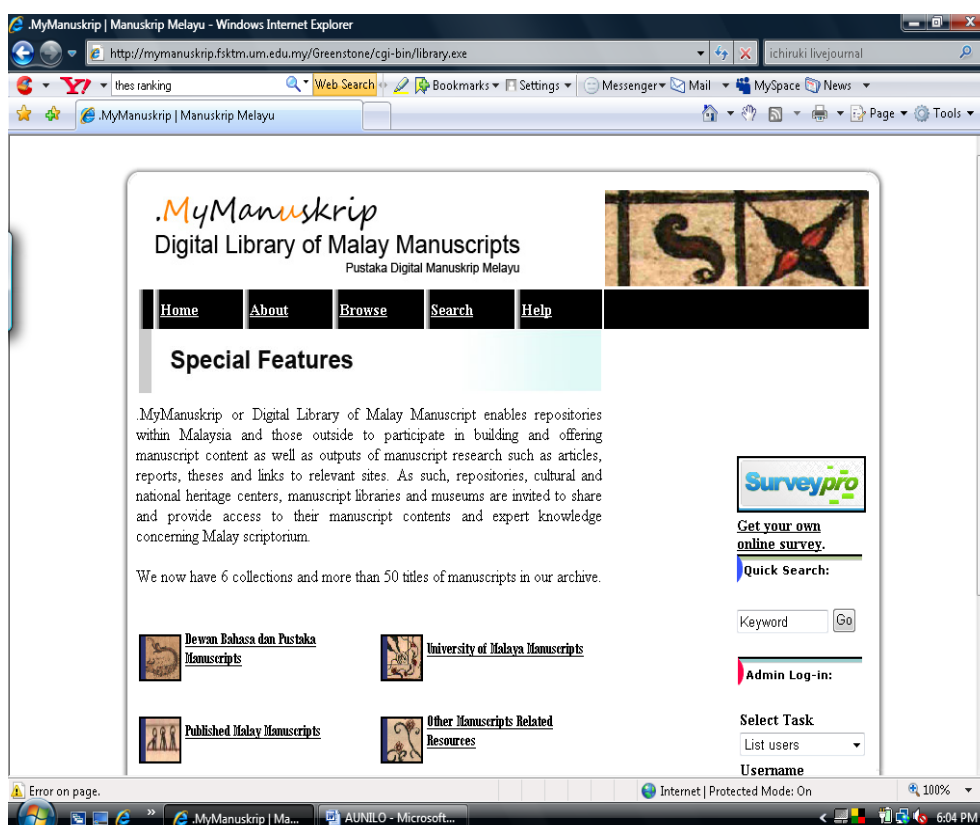 .MyManuskrip | Manuskrip Melayu - Windows Internet Explorer
http://mymanuskrip.fsktm.um.edu.my/Greenstone/cgi-bin/library.exe
ichiruki livejournal
thes ranking
Web Search
Bookmarks
Settings
Messenger
Mail
MySpace
News
.MyManuskrip | Manuskrip Melayu
Page
Tools
.MyManuskrip
Digital Library of Malay Manuscripts
Pustaka Digital Manuskrip Melayu
Home
About
Browse
Search
Help
Special Features
.MyManuskrip or Digital Library of Malay Manuscript enables repositories
within Malaysia and those outside to participate in building and offering
manuscript content as well as outputs of manuscript research such as articles,
reports, theses and links to relevant sites. As such, repositories, cultural and
national heritage centers, manuscript libraries and museums are invited to share
and provide access to their manuscript contents and expert knowledge
concerning Malay scriptorium.
We now have 6 collections and more than 50 titles of manuscripts in our archive.
Dewan Bahasa dan Pustaka
Manuscripts
University of Malaya Manuscripts
Published Malay Manuscripts
Other Manuscripts Related
Resources
Surveypro
Get your own
online survey.
Quick Search:
Keyword
Go
Admin Log-in:
Select Task
List users
Username
Error on page.
Internet | Protected Mode: On
100%
.MyManuskrip | Ma...
AUNILO - Microsoft...
6:04 PM